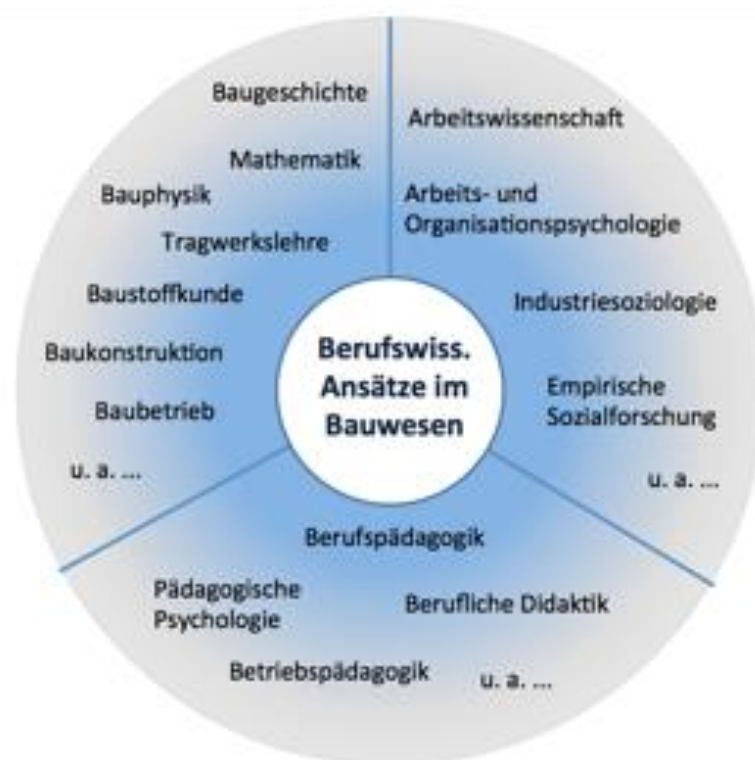 Baugeschichte
Mathematik
Bauphysik
Tragwerkslehre
Baustoffkunde
Baukonstruktion
Baubetrieb
u. a. ...
Arbeitswissenschaft
Arbeits- und
Organisationspsychologie
Industriesoziologie
Empirische
Sozialforschung
u. a. ...
Berufswiss.
Ansätze im
Bauwesen
Berufspädagogik
Pädagogische
Psychologie
Berufliche Didaktik
Betriebspädagogik
u. a. ...